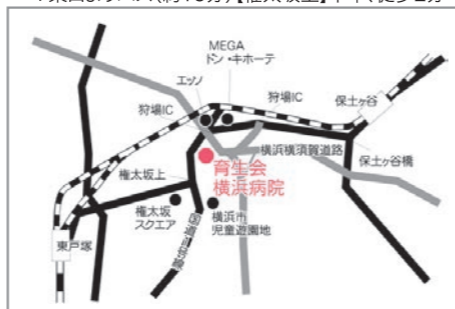 MEGA
ドン・キホーテ
エッソ
狩場IC
狩場IC
保土ヶ谷
横浜横須賀道路
保土ヶ谷橋
育生会
横浜病院
権太坂上
権太坂
スクエア
横浜市
児童遊園地
国道1号線
東戸塚